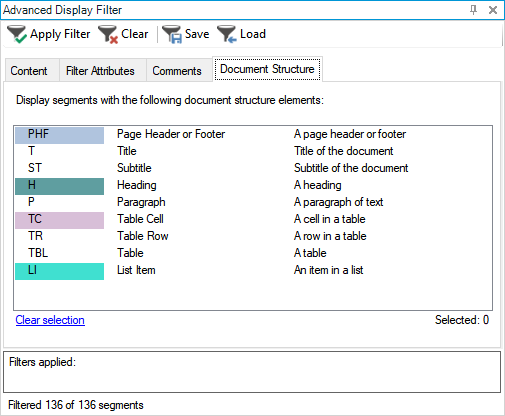 Advanced Display Filter
Apply Filter Clear Save Load
Content Filter Attributes Comments Document Structure
Display segments with the following document structure elements:
PHF Page Header or Footer A page header or footer
T Title Title of the document
ST Subtitle Subtitle of the document
H Heading A heading
P Paragraph A paragraph of text
TC Table Cell A cell in a table
TR Table Row A row in a table
TBL Table A table
LI List Item An item in a list
Clear selection Selected: 0
Filters applied:
Filtered 136 of 136 segments